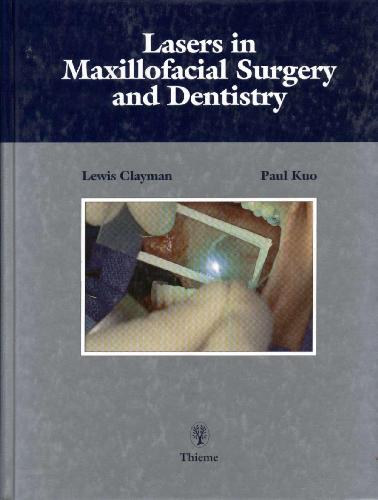 Lasers in
Maxillofacial Surgery
and Dentistry
Lewis Clayman Paul Kuo
Thieme